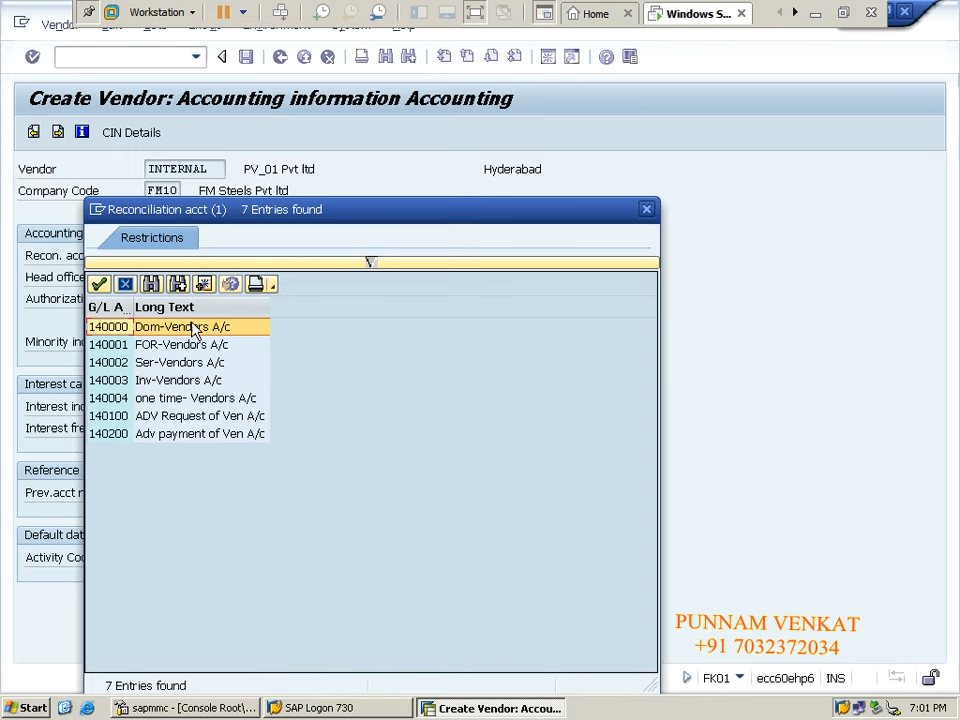 Workstation
Home
Windows S...
Vendor
Create Vendor: Accounting information Accounting
CIN Details
Vendor INTERNAL PV_01 Pvt ltd Hyderabad
Company Code FM10 FM Steels Pvt ltd
Reconciliation acct (1) 7 Entries found
Accounting
Restrictions
Recon. acc
Head office
Authorizati
G/L A... Long Text
140000 Dom-Vendors A/c
Minority in
140001 FOR-Vendors A/c
140002 Ser-Vendors A/c
140003 Inv-Vendors A/c
Interest ca
140004 one time- Vendors A/c
Interest in
140100 ADV Request of Ven A/c
Interest fre
140200 Adv payment of Ven A/c
Reference
Prev.acct n
Default dat
Activity Co
PUNNAM VENKAT
+91 7032372034
7 Entries found
FK01 ecc60ehp6 INS
Start
sapmmc - [Console Root\...
SAP Logon 730
Create Vendor: Accou...
7:01 PM